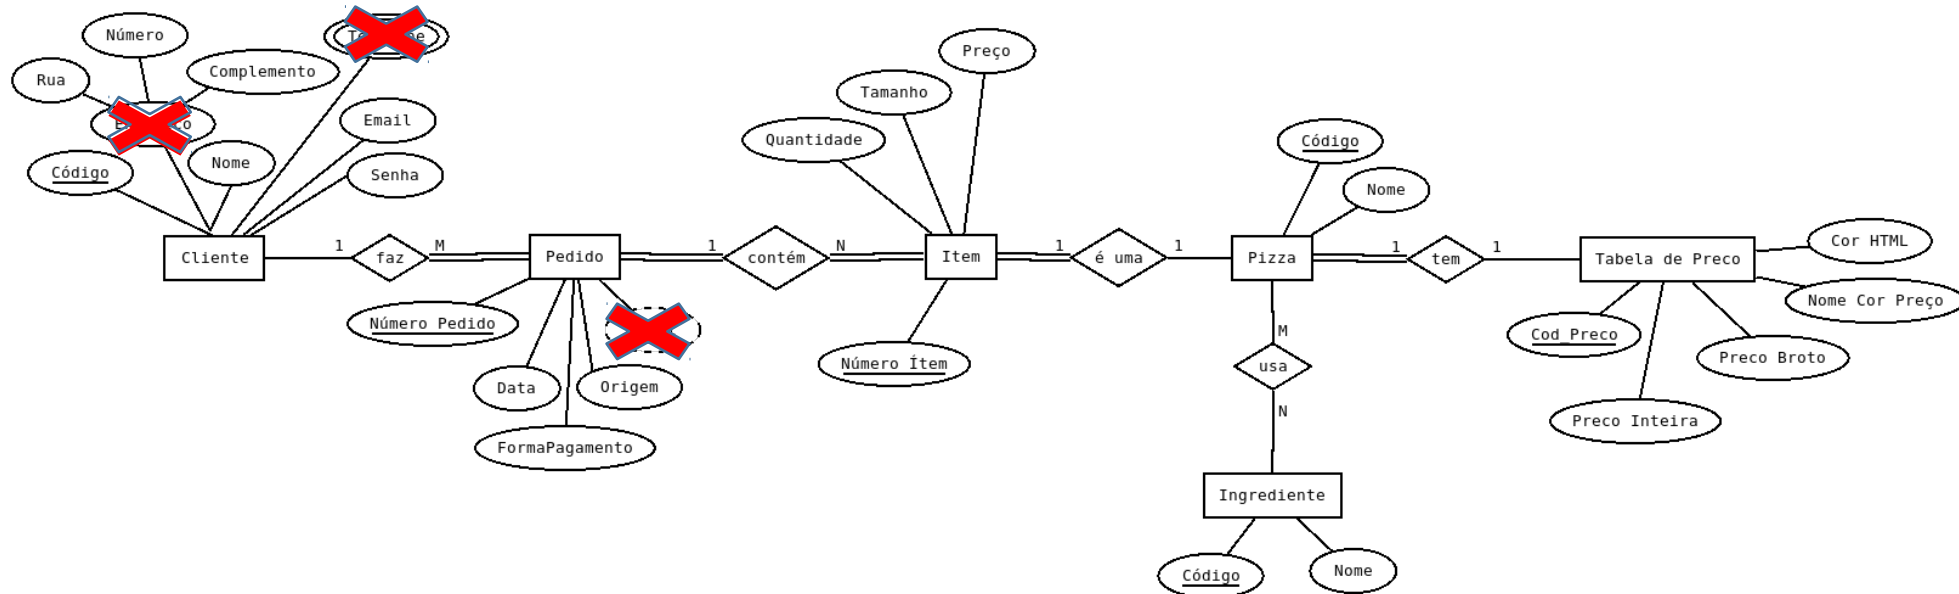 Número
Rua
Complemento
Código
Nome
Email
Senha
Cliente
1
faz
M
Pedido
Número Pedido
Data
Origem
FormaPagamento
1
contém
N
Item
Quantidade
Tamanho
Preço
Número Ítem
1
é uma
1
Pizza
Código
Nome
1
tem
1
Tabela de Preco
Cor HTML
Nome Cor Preço
Cod_Preco
Preco Broto
Preco Inteira
M
usa
N
Ingrediente
Código
Nome